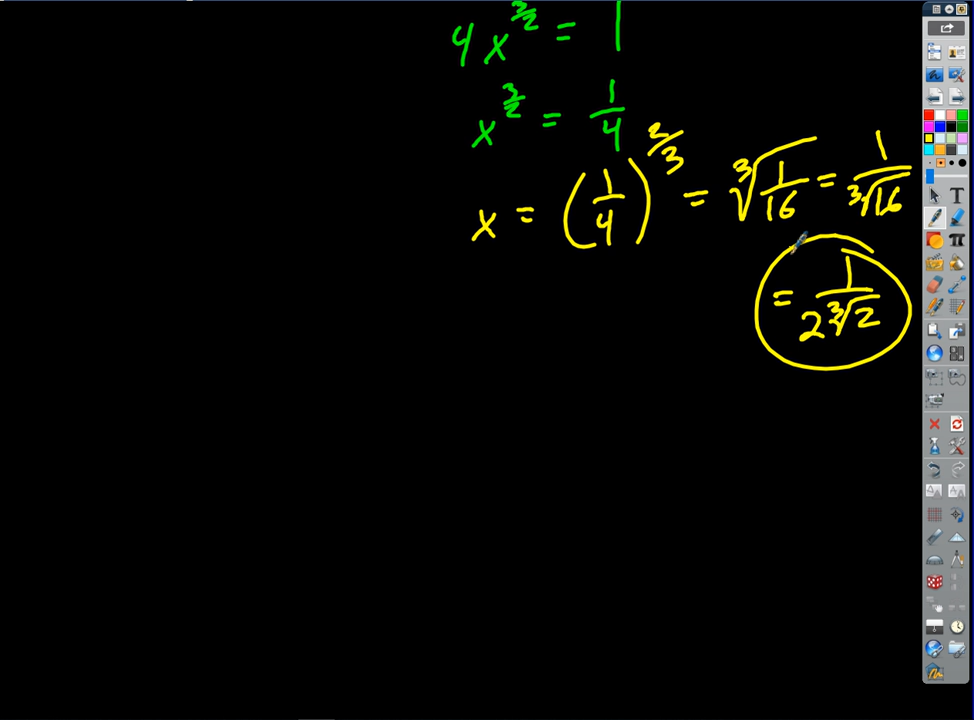 4x^{3/2} = 1
x^{3/2} = 1/4
x = (1/4)^{2/3} = ∛(1/16) = 1/∛16
= 1/(2∛2)